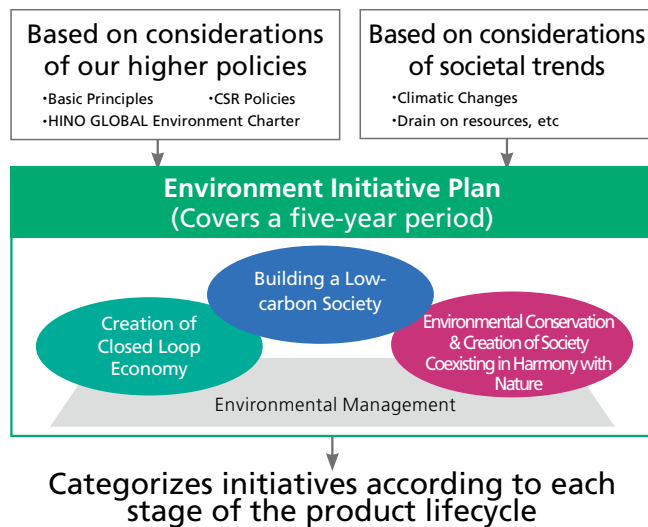 Based on considerations
of our higher policies
・Basic Principles ・CSR Policies
・HINO GLOBAL Environment Charter
Based on considerations
of societal trends
・Climatic Changes
・Drain on resources, etc
Environment Initiative Plan
(Covers a five-year period)
Building a Low-
carbon Society
Creation of
Closed Loop
Economy
Environmental Conservation
& Creation of Society
Coexisting in Harmony with
Nature
Environmental Management
Categorizes initiatives according to each
stage of the product lifecycle